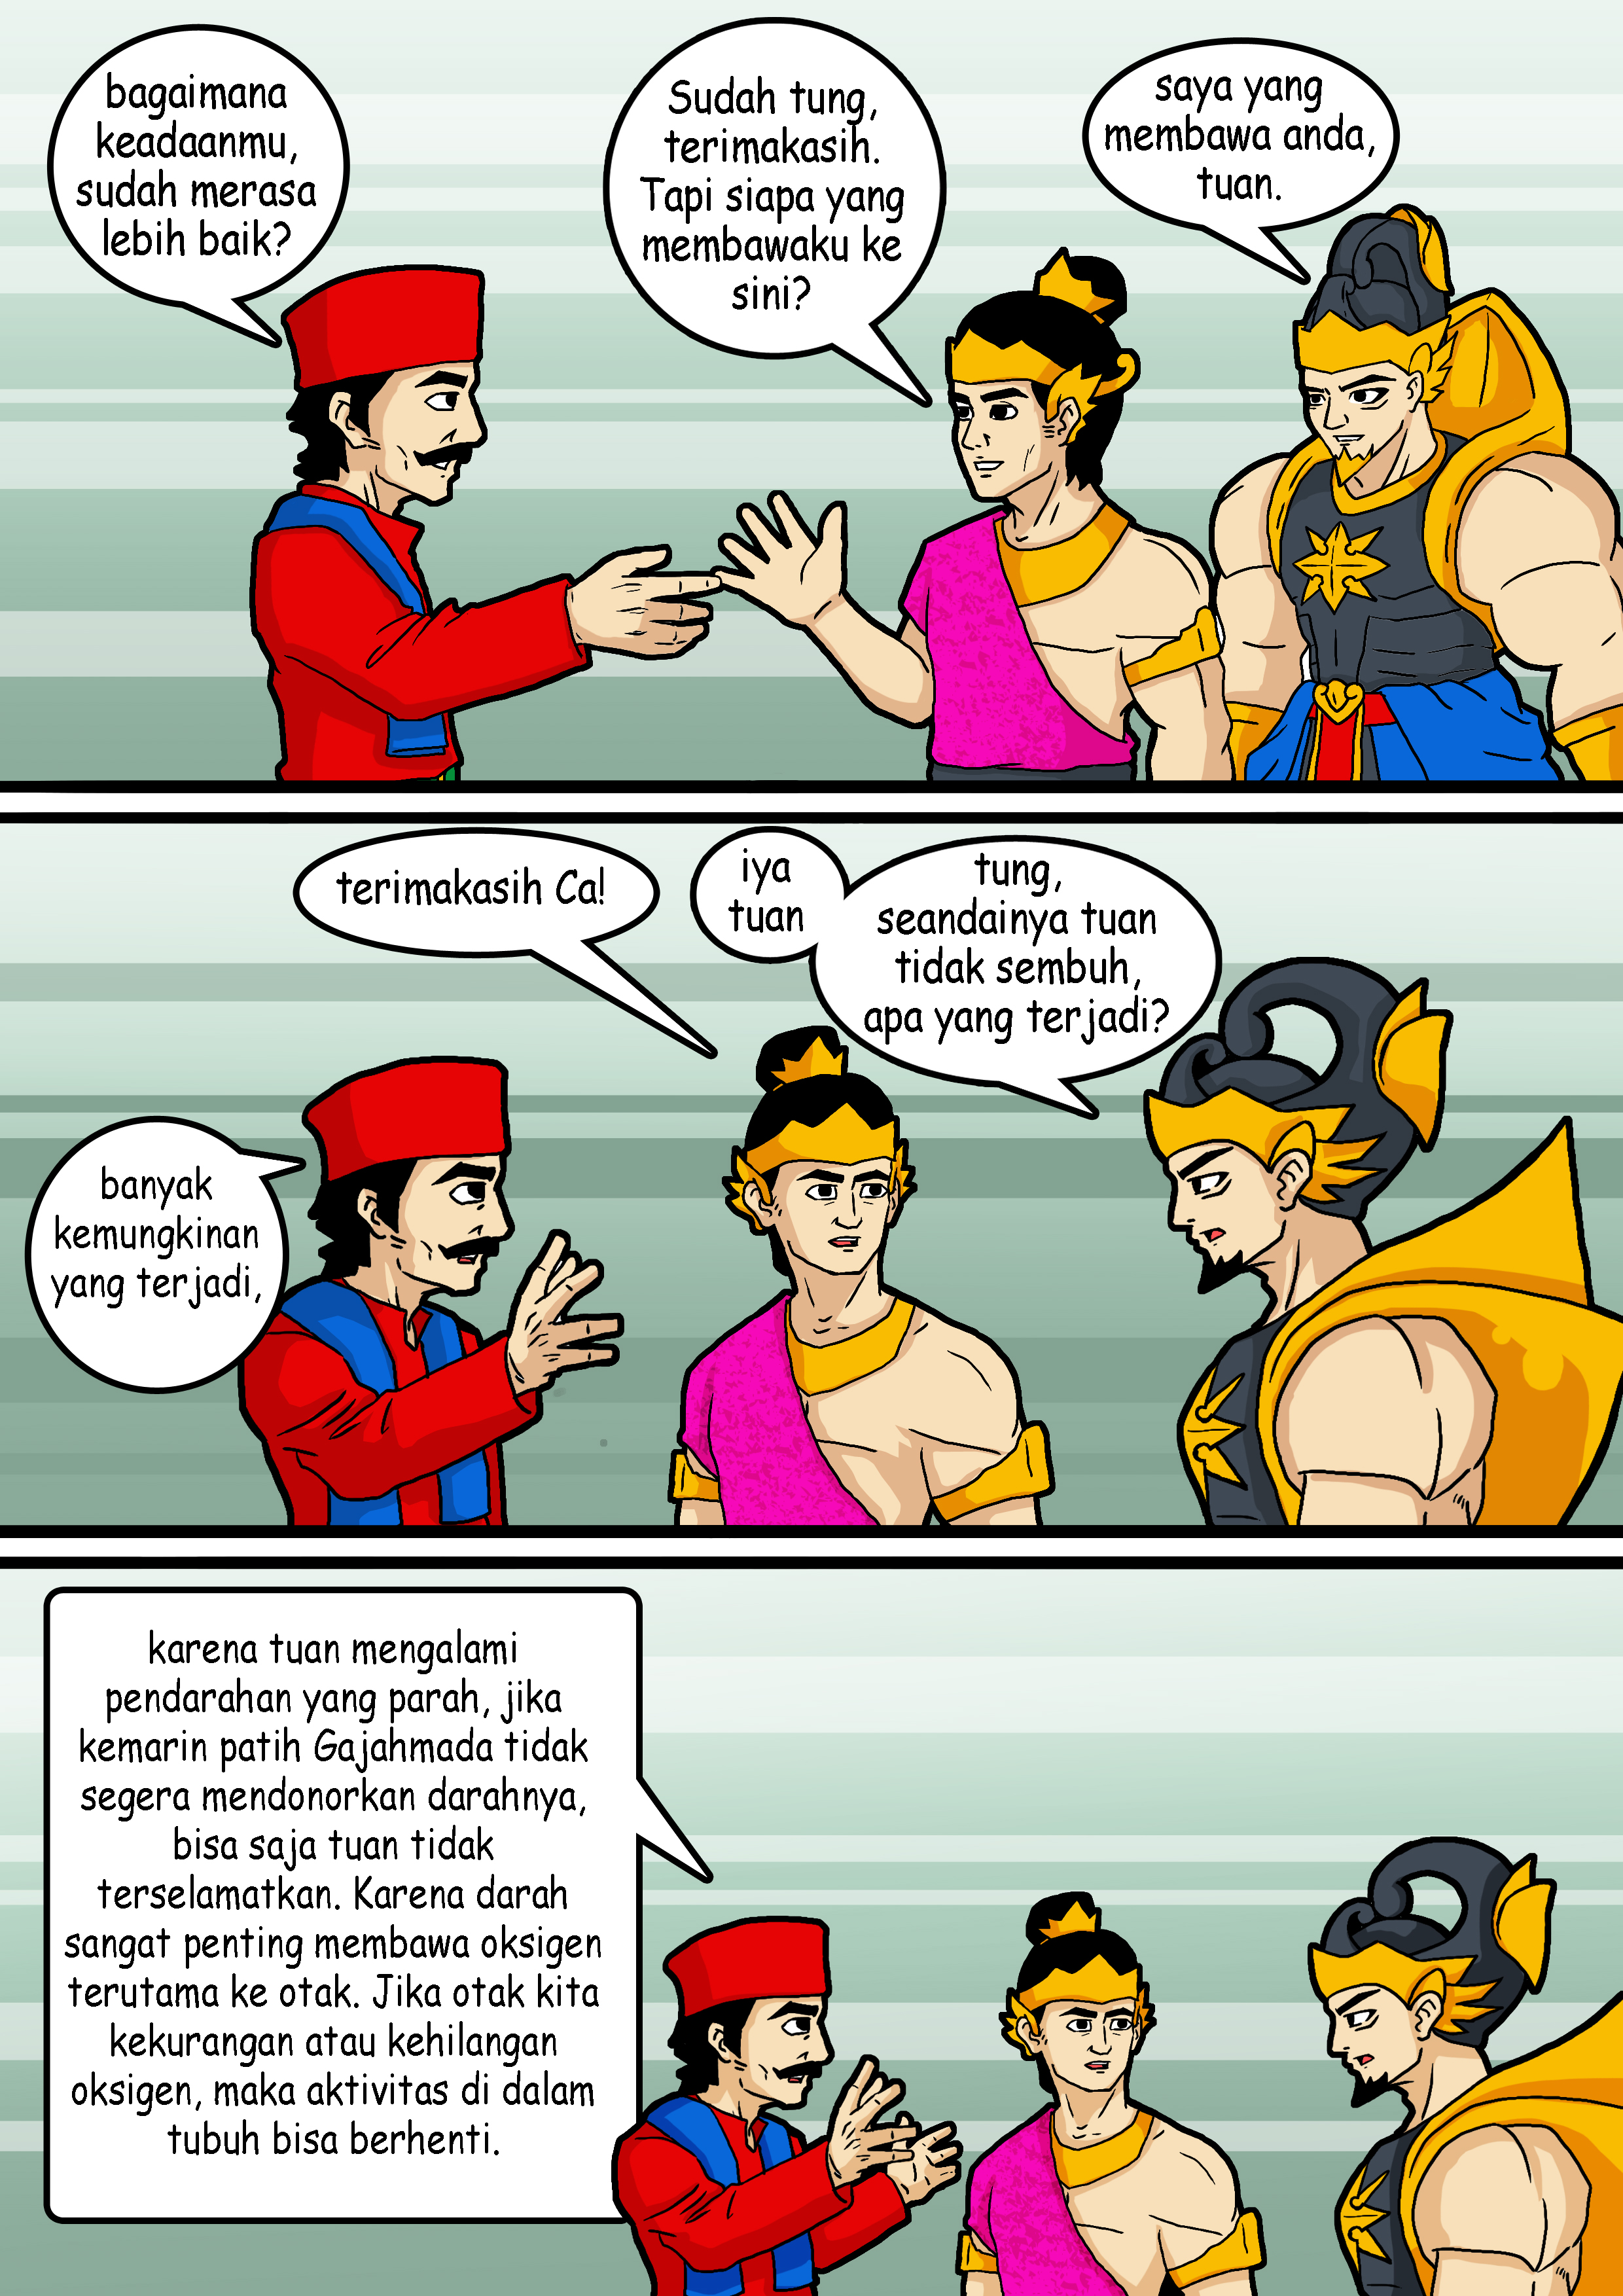 bagaimana
keadaanmu,
sudah merasa
lebih baik?
Sudah tung,
terimakasih.
Tapi siapa yang
membawaku ke
sini?
saya yang
membawa anda,
tuan.
terimakasih Ca!
iya
tuan
tung,
seandainya tuan
tidak sembuh,
apa yang terjadi?
banyak
kemungkinan
yang terjadi,
karena tuan mengalami
pendarahan yang parah, jika
kemarin patih Gajahmada tidak
segera mendonorkan darahnya,
bisa saja tuan tidak
terselamatkan. Karena darah
sangat penting membawa oksigen
terutama ke otak. Jika otak kita
kekurangan atau kehilangan
oksigen, maka aktivitas di dalam
tubuh bisa berhenti.